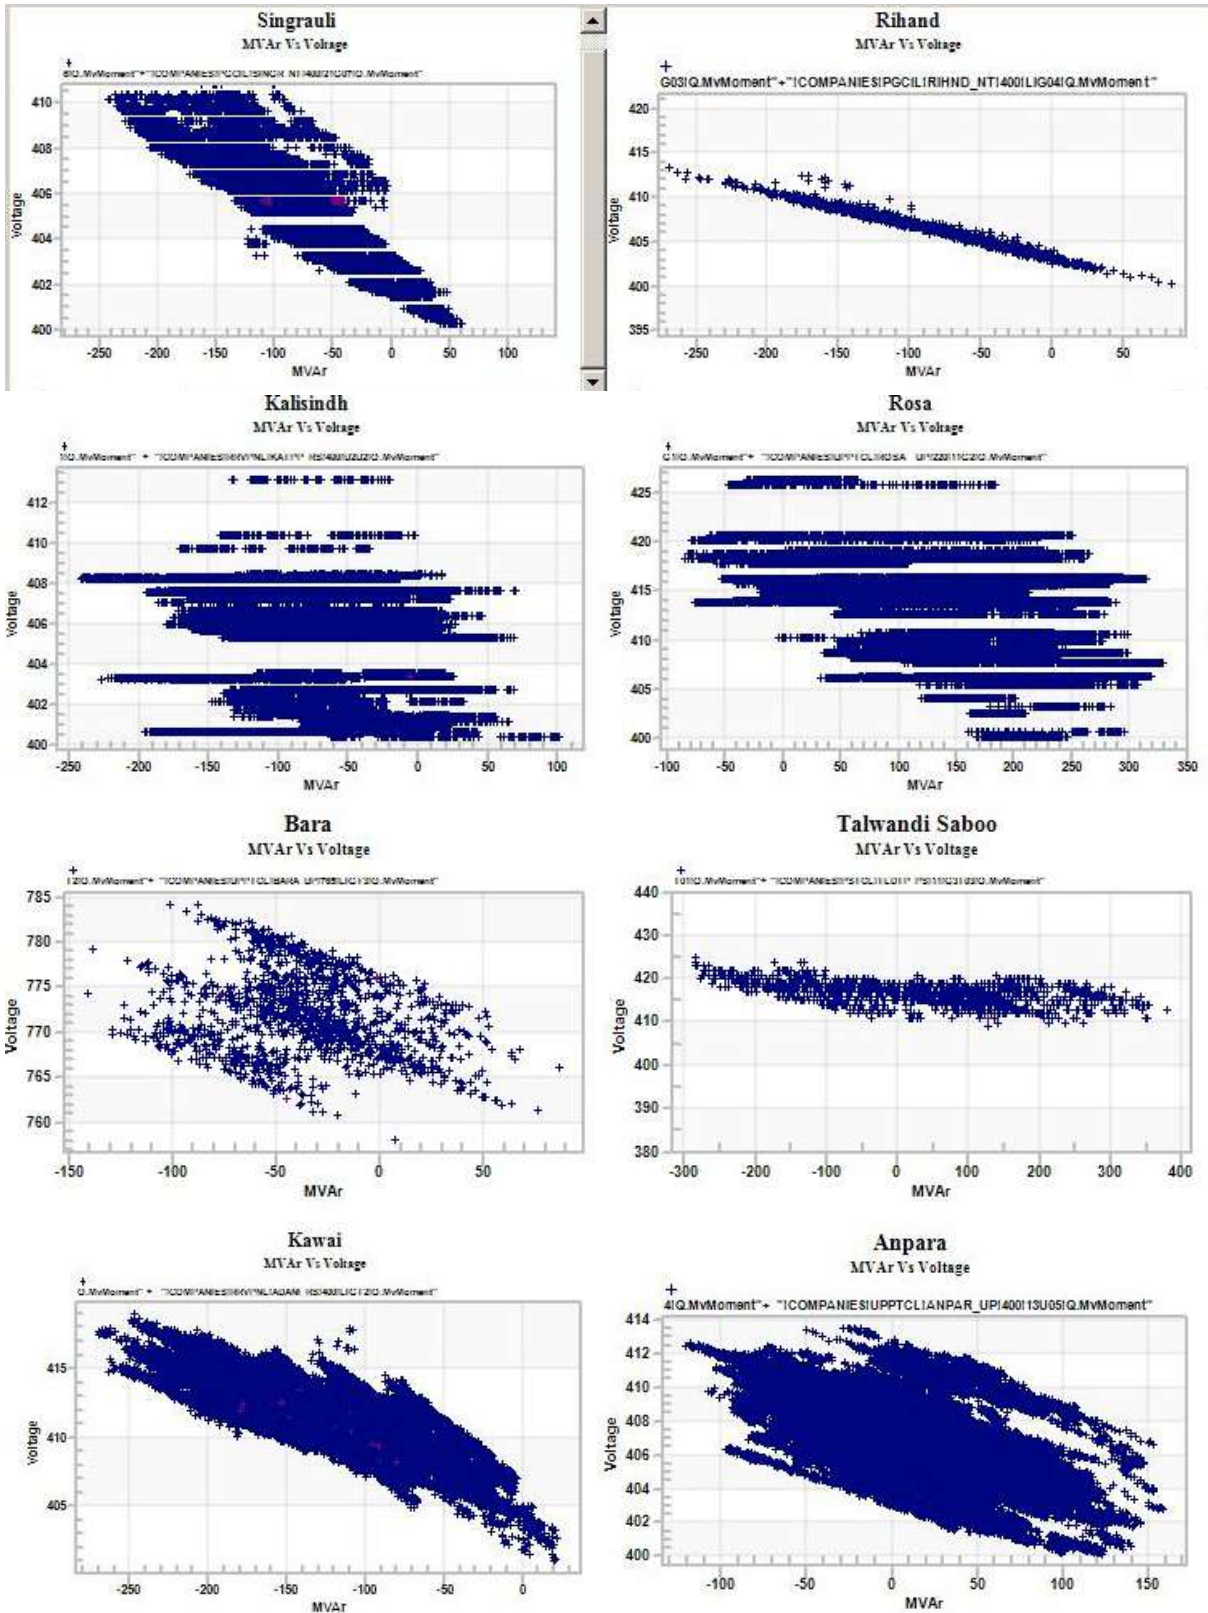 Singrauli
MVAr Vs Voltage
410
408
406
404
402
400
Voltage
-250 -200 -150 -100 -50 0 50 100
MVAr
Rihand
MVAr Vs Voltage
G03!Q.MvMoment"+"!COMPANIES!PGCIL!RIHND_NT!400!L!G04!Q.MvMoment"
420
415
410
405
400
395
Voltage
-250 -200 -150 -100 -50 0 50
MVAr
Kalisindh
MVAr Vs Voltage
412
410
408
406
404
402
400
Voltage
-250 -200 -150 -100 -50 0 50 100
MVAr
Rosa
MVAr Vs Voltage
425
420
415
410
405
400
Voltage
-100 -50 0 50 100 150 200 250 300 350
MVAr
Bara
MVAr Vs Voltage
785
780
775
770
765
760
Voltage
-150 -100 -50 0 50
MVAr
Talwandi Saboo
MVAr Vs Voltage
440
430
420
410
400
390
380
Voltage
-300 -200 -100 0 100 200 300 400
MVAr
Kawai
MVAr Vs Voltage
415
410
405
Voltage
-250 -200 -150 -100 -50 0
MVAr
Anpara
MVAr Vs Voltage
4!Q.MvMoment"+ "!COMPANIES!UPPTCL!ANPAR_UP!400!13U05!Q.MvMoment"
414
412
410
408
406
404
402
400
Voltage
-100 -50 0 50 100 150
MVAr